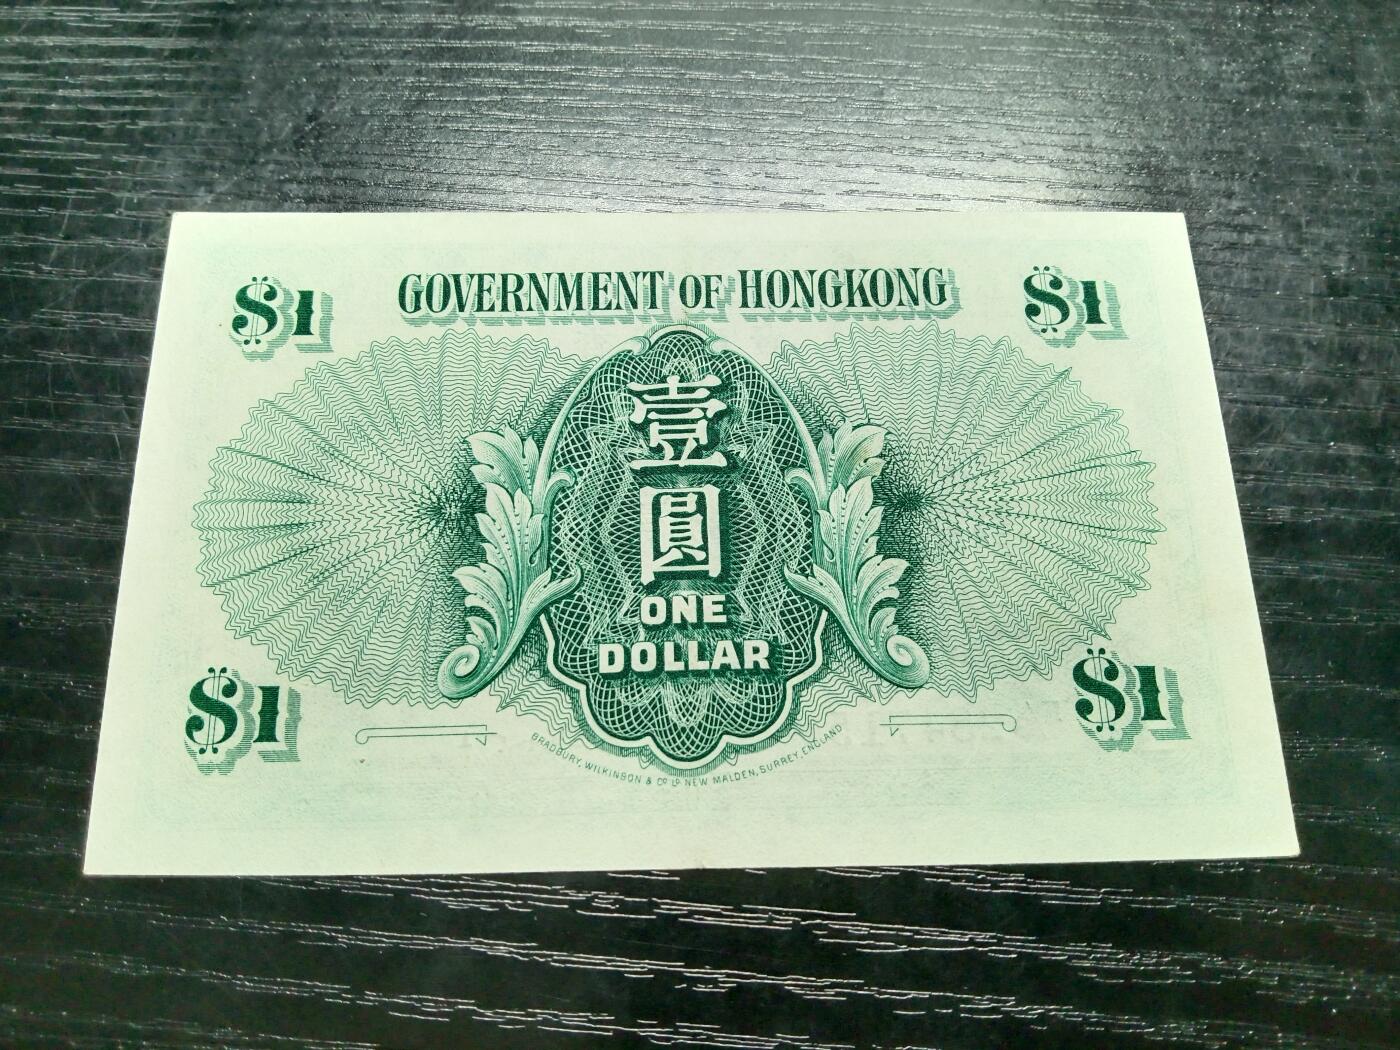 $1 GOVERNMENT OF HONGKONG $1
壹
圓
ONE
DOLLAR
$1 $1
BRADBURY, WILKINSON & Cº Lᴰ NEW MALDEN, SURREY, ENGLAND